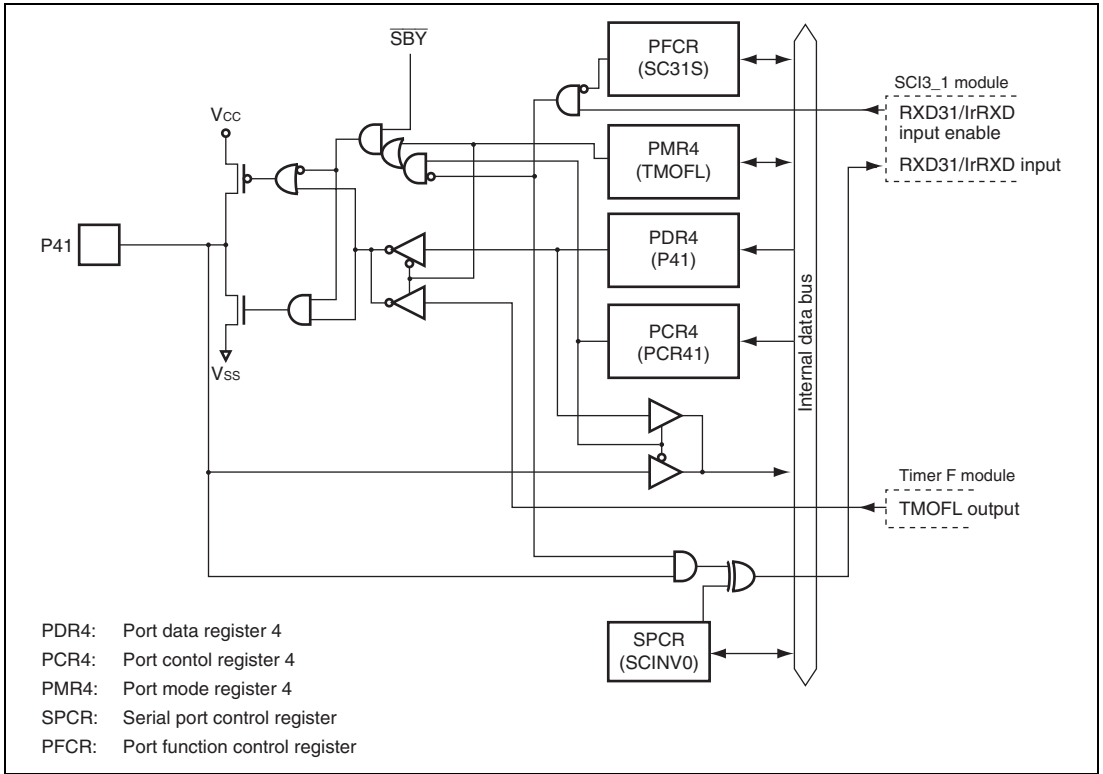 SBY
PFCR
(SC31S)
SCI3_1 module
RXD31/IrRXD
input enable
RXD31/IrRXD input
VCC
PMR4
(TMOFL)
P41
PDR4
(P41)
PCR4
(PCR41)
VSS
Internal data bus
Timer F module
TMOFL output
SPCR
(SCINV0)
PDR4: Port data register 4
PCR4: Port contol register 4
PMR4: Port mode register 4
SPCR: Serial port control register
PFCR: Port function control register